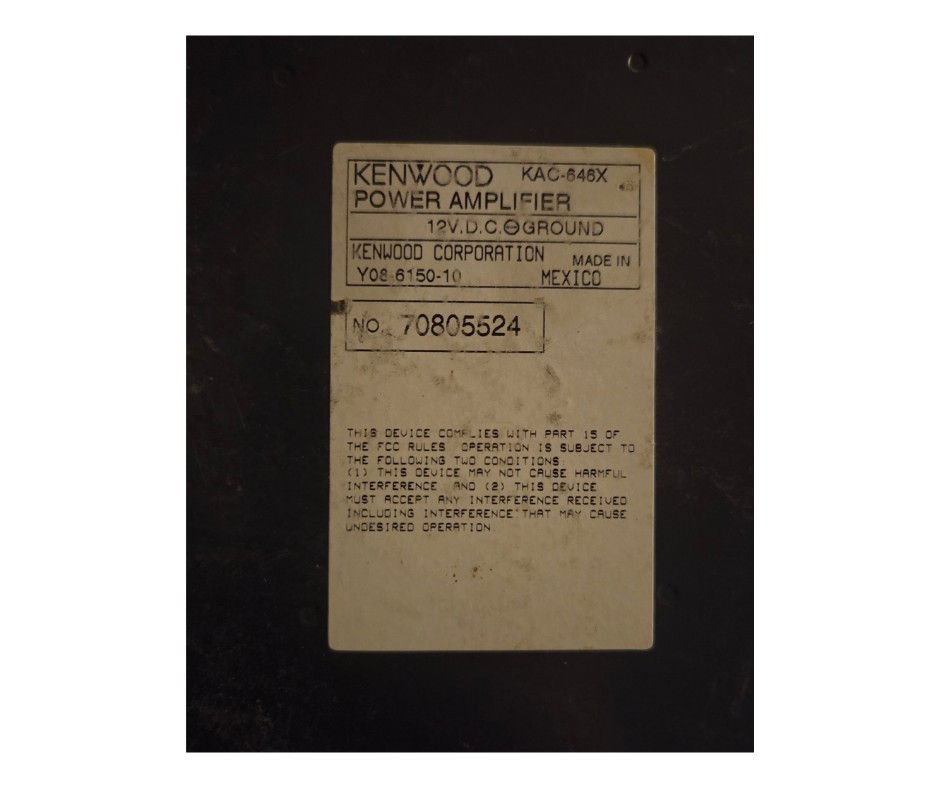 KENWOOD KAC-646X
POWER AMPLIFIER
12V.D.C.⊖GROUND
KENWOOD CORPORATION MADE IN
Y08-6150-10 MEXICO
NO. 70805524
THIS DEVICE COMPLIES WITH PART 15 OF
THE FCC RULES OPERATION IS SUBJECT TO
THE FOLLOWING TWO CONDITIONS:
(1) THIS DEVICE MAY NOT CAUSE HARMFUL
INTERFERENCE AND (2) THIS DEVICE
MUST ACCEPT ANY INTERFERENCE RECEIVED
INCLUDING INTERFERENCE THAT MAY CAUSE
UNDESIRED OPERATION